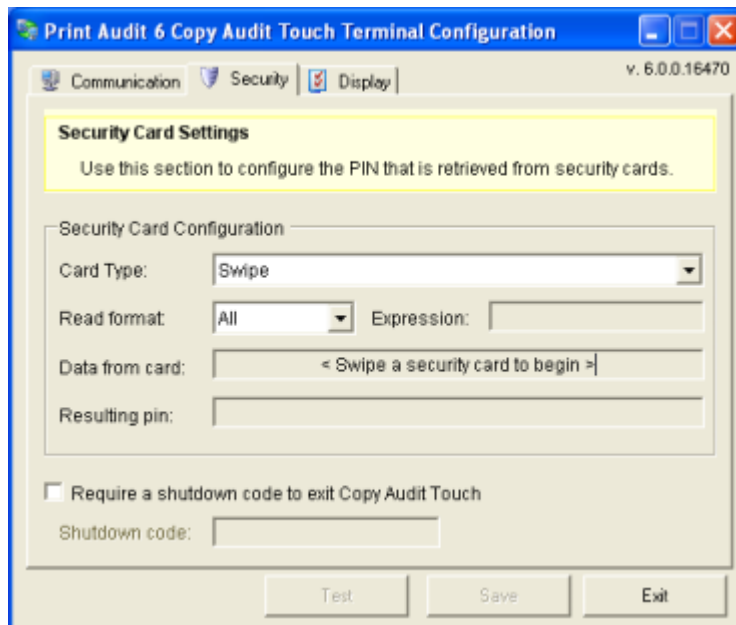 Print Audit 6 Copy Audit Touch Terminal Configuration
Communication Security Display v. 6.0.0.16470
Security Card Settings
Use this section to configure the PIN that is retrieved from security cards.
Security Card Configuration
Card Type: Swipe
Read format: All Expression:
Data from card: < Swipe a security card to begin >
Resulting pin:
Require a shutdown code to exit Copy Audit Touch
Shutdown code:
Test Save Exit